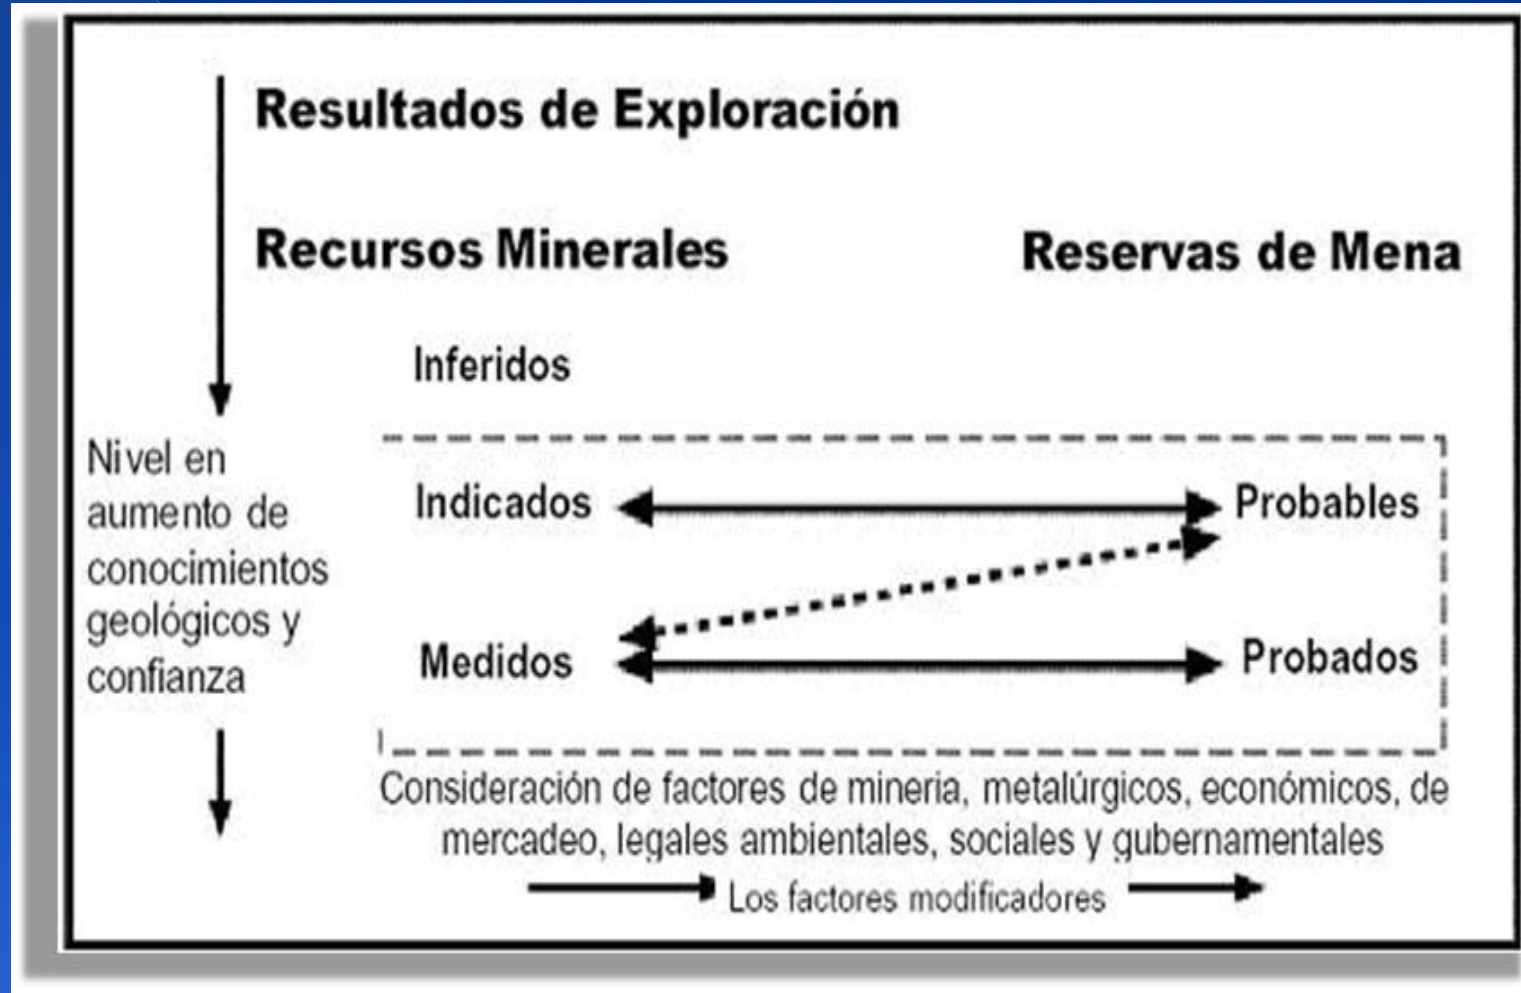 Resultados de Exploración
Recursos Minerales
Reservas de Mena
Inferidos
Nivel en
aumento de
conocimientos
geológicos y
confianza
Indicados
Probables
Medidos
Probados
Consideración de factores de mineria, metalúrgicos, económicos, de
mercadeo, legales ambientales, sociales y gubernamentales
Los factores modificadores